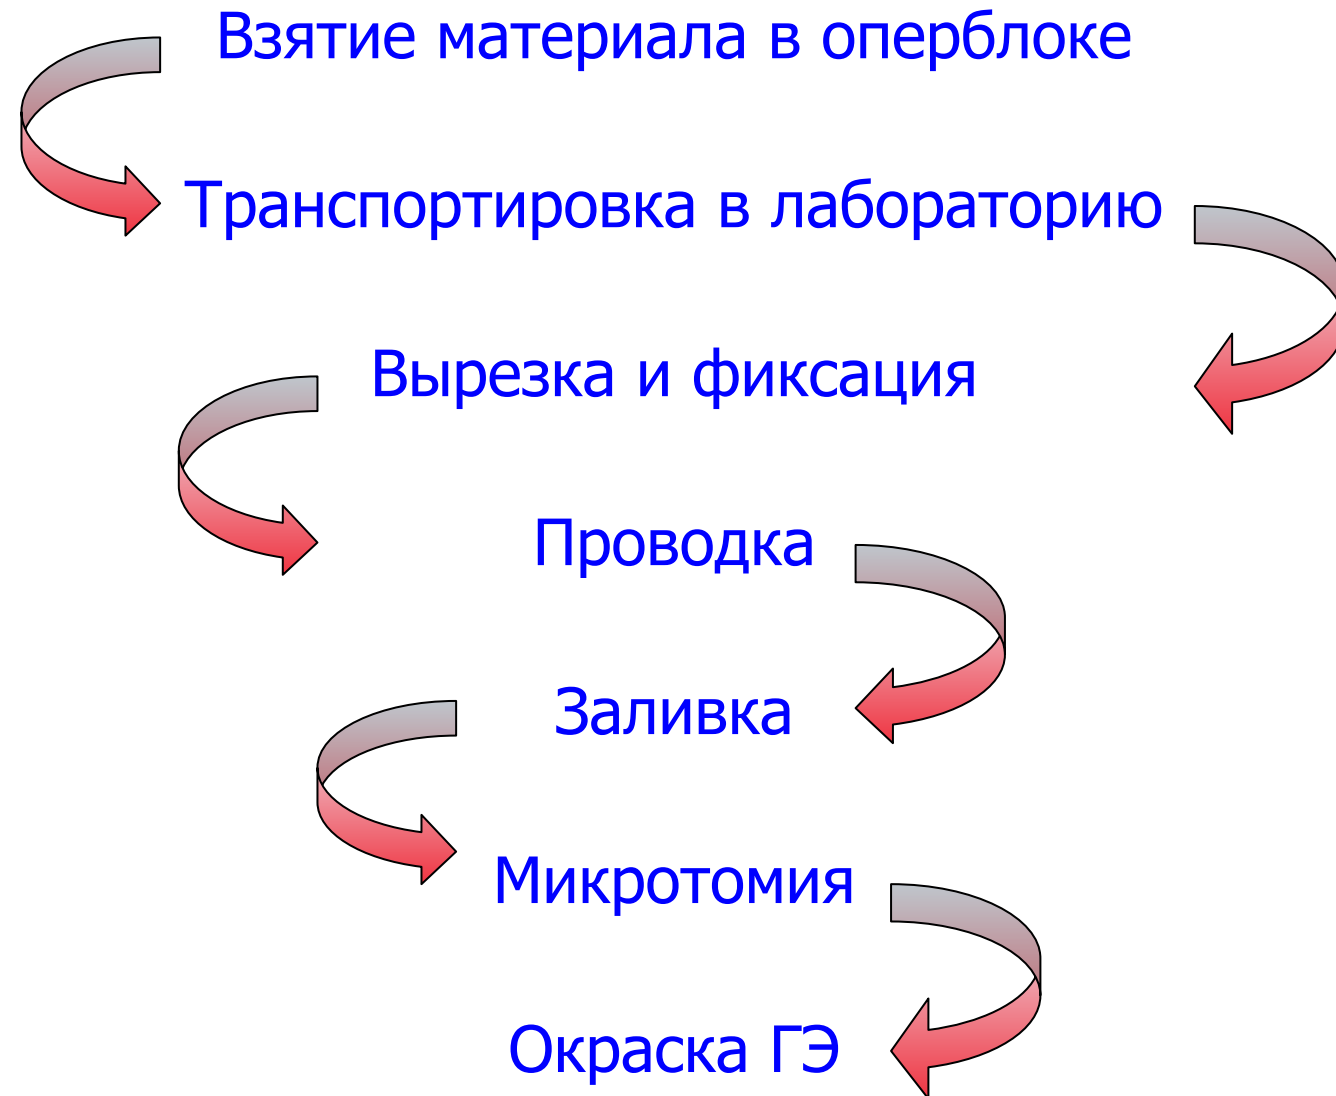 Взятие материала в оперблоке
Транспортировка в лабораторию
Вырезка и фиксация
Проводка
Заливка
Микротомия
Окраска ГЭ